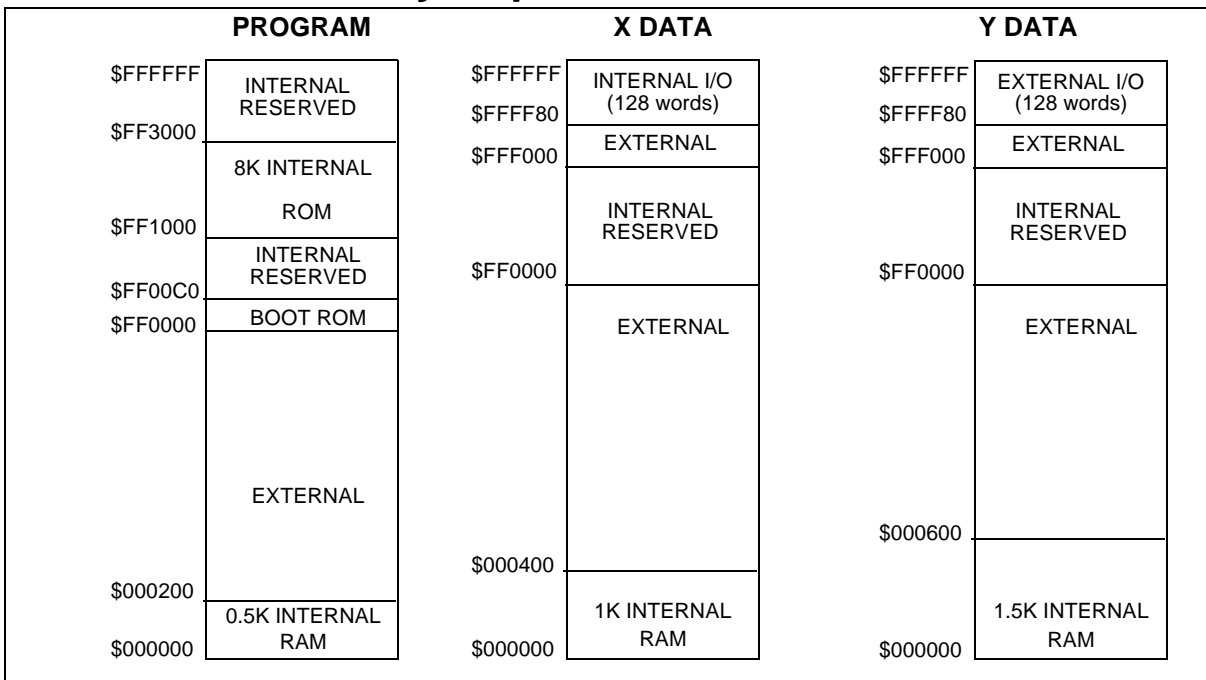 PROGRAM
$FFFFFF
INTERNAL
RESERVED
$FF3000
8K INTERNAL
ROM
$FF1000
INTERNAL
RESERVED
$FF00C0
BOOT ROM
$FF0000
EXTERNAL
$000200
0.5K INTERNAL
RAM
$000000
X DATA
$FFFFFF
INTERNAL I/O
(128 words)
$FFFF80
EXTERNAL
$FFF000
INTERNAL
RESERVED
$FF0000
EXTERNAL
$000400
1K INTERNAL
RAM
$000000
Y DATA
$FFFFFF
EXTERNAL I/O
(128 words)
$FFFF80
EXTERNAL
$FFF000
INTERNAL
RESERVED
$FF0000
EXTERNAL
$000600
1.5K INTERNAL
RAM
$000000